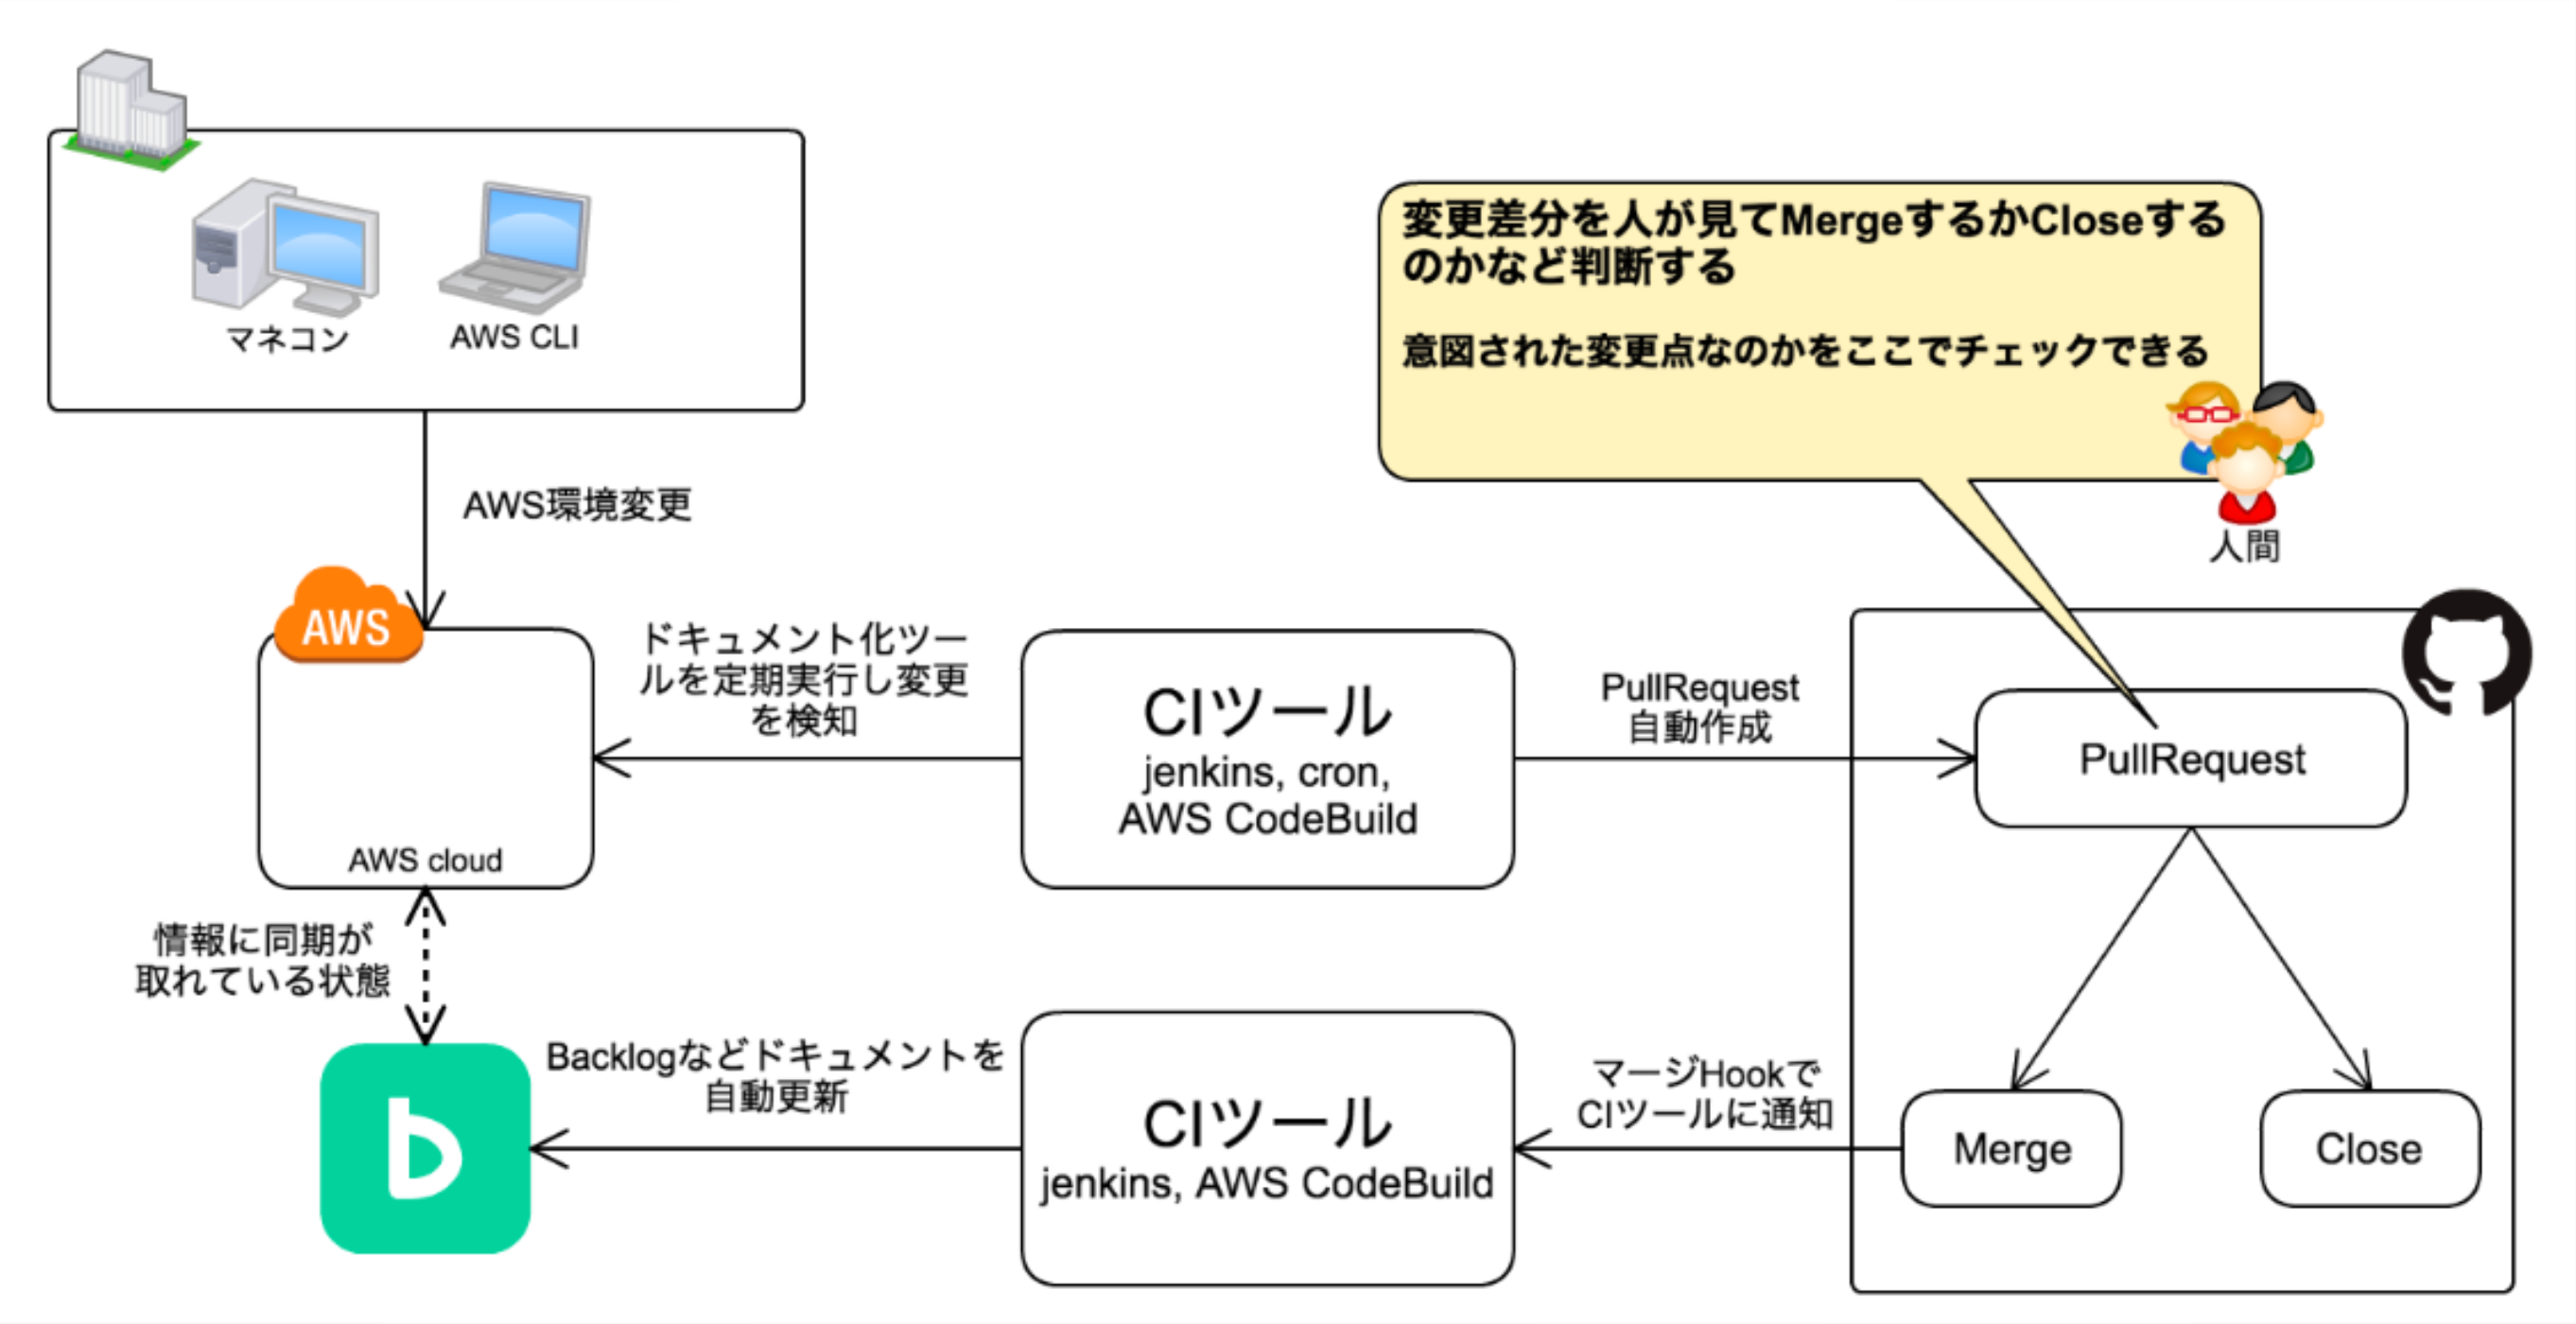 マネコン
AWS CLI
変更差分を人が見てMergeするかCloseする
のかなど判断する
意図された変更点なのかをここでチェックできる
人間
AWS環境変更
AWS
AWS cloud
ドキュメント化ツー
ルを定期実行し変更
を検知
CIツール
jenkins, cron,
AWS CodeBuild
PullRequest
自動作成
PullRequest
情報に同期が
取れている状態
Backlogなどドキュメントを
自動更新
CIツール
jenkins, AWS CodeBuild
マージHookで
CIツールに通知
Merge
Close
b